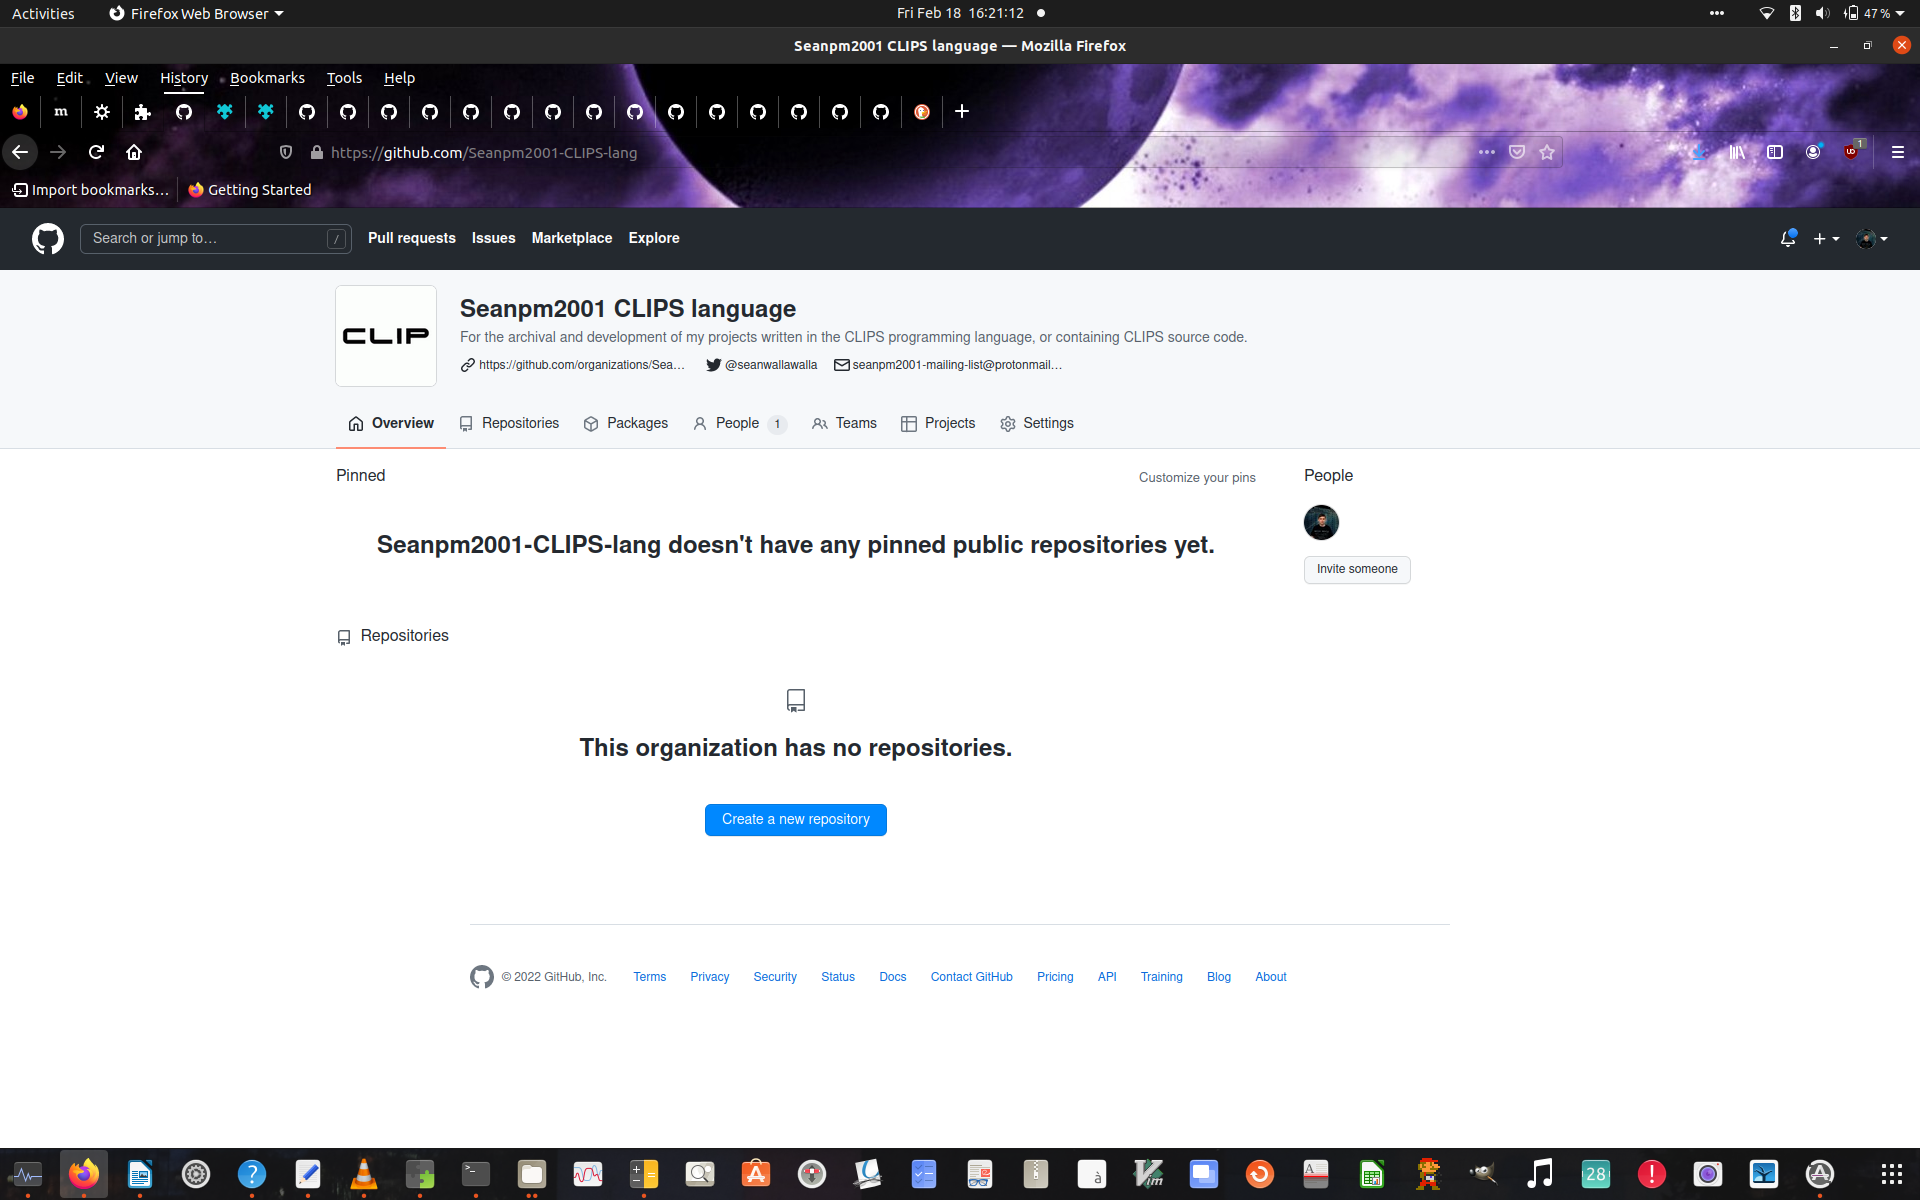 Activities Firefox Web Browser Fri Feb 18 16:21:12 47 %
Seanpm2001 CLIPS language — Mozilla Firefox
File Edit View History Bookmarks Tools Help
m
https://github.com/Seanpm2001-CLIPS-lang 1
Import bookmarks… Getting Started
Search or jump to… / Pull requests Issues Marketplace Explore
CLIP
Seanpm2001 CLIPS language
For the archival and development of my projects written in the CLIPS programming language, or containing CLIPS source code.
https://github.com/organizations/Sea… @seanwallawalla seanpm2001-mailing-list@protonmail…
Overview Repositories Packages People 1 Teams Projects Settings
Pinned Customize your pins People
Seanpm2001-CLIPS-lang doesn't have any pinned public repositories yet.
Invite someone
Repositories
This organization has no repositories.
Create a new repository
© 2022 GitHub, Inc. Terms Privacy Security Status Docs Contact GitHub Pricing API Training Blog About
28